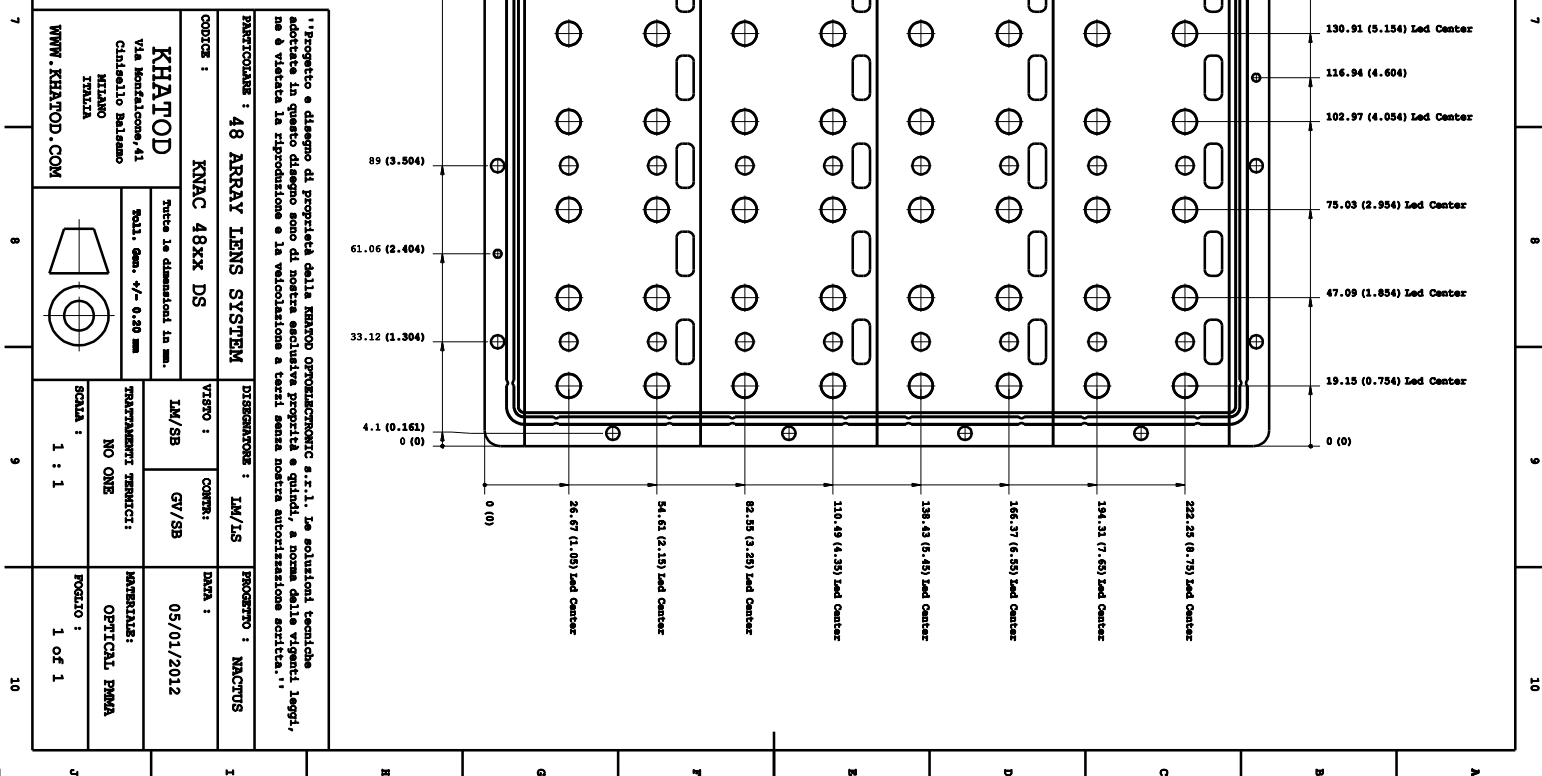 7
8
9
10
130.91 (5.154) Led Center
116.94 (4.604)
102.97 (4.054) Led Center
75.03 (2.954) Led Center
47.09 (1.854) Led Center
19.15 (0.754) Led Center
0 (0)
89 (3.504)
61.06 (2.404)
33.12 (1.304)
4.1 (0.161)
0 (0)
0 (0)
26.67 (1.05) Led Center
54.61 (2.15) Led Center
82.55 (3.25) Led Center
110.49 (4.35) Led Center
138.43 (5.45) Led Center
166.37 (6.55) Led Center
194.31 (7.65) Led Center
222.25 (8.75) Led Center
''Progetto e disegno di proprietà della KHATOD OPTOELECTRONIC s.r.l. Le soluzioni tecniche
adottate in questo disegno sono di nostra esclusiva proprità e quindi, a norma delle vigenti leggi,
ne è vietata la riproduzione e la veicolazione a terzi senza nostra autorizzazione scritta.''
PARTICOLARE : 48 ARRAY LENS SYSTEM
DISEGNATORE : LM/LS
PROGETTO : NACTUS
CODICE : KNAC 48xx DS
VISTO : LM/SB
CONTR: GV/SB
DATA : 05/01/2012
KHATOD
Via Monfalcone,41
Cinisello Balsamo
MILANO
ITALIA
WWW.KHATOD.COM
Tutte le dimensioni in mm.
Toll. Gen. +/- 0.20 mm
TRATTAMENTI TERMICI:
NO ONE
MATERIALE:
OPTICAL PMMA
SCALA : 1 : 1
FOGLIO : 1 of 1
7
8
9
10
J
I
H
G
F
E
D
C
B
A